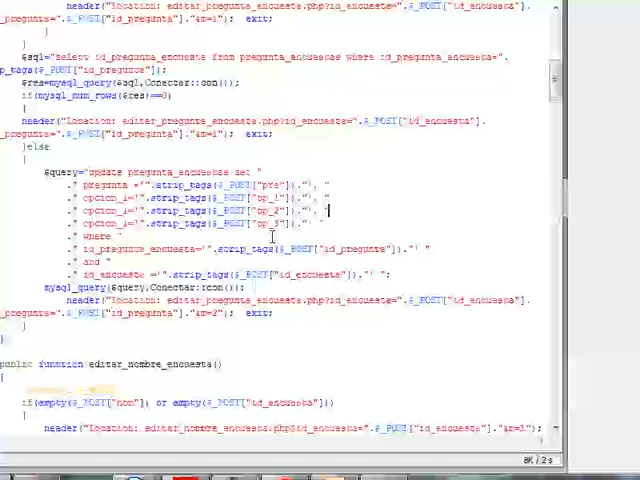 header("Location: editar_pregunta_encuesta.php?id_encuesta=".$_POST["id_encuesta"].
_pregunta=".$_POST["id_pregunta"]."&m=1");  exit;
}
}
$sql="select id_pregunta_encuesta from preguntas_encuestas where id_pregunta_encuesta=".
p_tags($_POST["id_pregunta"]);
$res=mysql_query($sql,Conectar::con());
if(mysql_num_rows($res)==0)
{
header("Location: editar_pregunta_encuesta.php?id_encuesta=".$_POST["id_encuesta"].
_pregunta=".$_POST["id_pregunta"]."&m=1");  exit;
}else
{
$query="update preguntas_encuestas set "
." pregunta ='".strip_tags($_POST["pre"])."', "
." opcion_1='".strip_tags($_POST["op_1"])."', "
." opcion_2='".strip_tags($_POST["op_2"])."', "
." opcion_3='".strip_tags($_POST["op_3"])."' "
." where "
." id_pregunta_encuesta='".strip_tags($_POST["id_pregunta"])."' "
." and "
." id_encuesta ='".strip_tags($_POST["id_encuesta"])."' ";
mysql_query($query,Conectar::con());
header("Location: editar_pregunta_encuesta.php?id_encuesta=".$_POST["id_encuesta"].
_pregunta=".$_POST["id_pregunta"]."&m=2");  exit;
}
}
public function editar_nombre_encuesta()
{
if(empty($_POST["nom"]) or empty($_POST["id_encuesta"]))
{
header("Location: editar_nombre_encuesta.php?id_encuesta=".$_POST["id_encuesta"]."&m=1");
8K / 2s